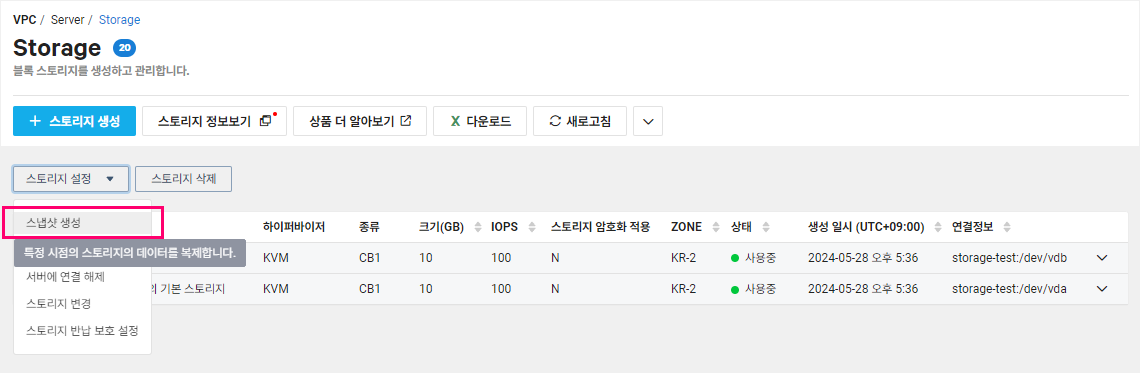 VPC / Server / Storage
Storage 20
블록 스토리지를 생성하고 관리합니다.
+ 스토리지 생성 스토리지 정보보기 상품 더 알아보기 X 다운로드 새로고침
스토리지 설정 스토리지 삭제
스냅샷 생성
특정 시점의 스토리지의 데이터를 복제합니다.
서버에 연결 해제
스토리지 변경
스토리지 반납 보호 설정
하이퍼바이저 종류 크기(GB) IOPS 스토리지 암호화 적용 ZONE 상태 생성 일시 (UTC+09:00) 연결정보
KVM CB1 10 100 N KR-2 사용중 2024-05-28 오후 5:36 storage-test:/dev/vdb
의 기본 스토리지 KVM CB1 10 100 N KR-2 사용중 2024-05-28 오후 5:36 storage-test:/dev/vda